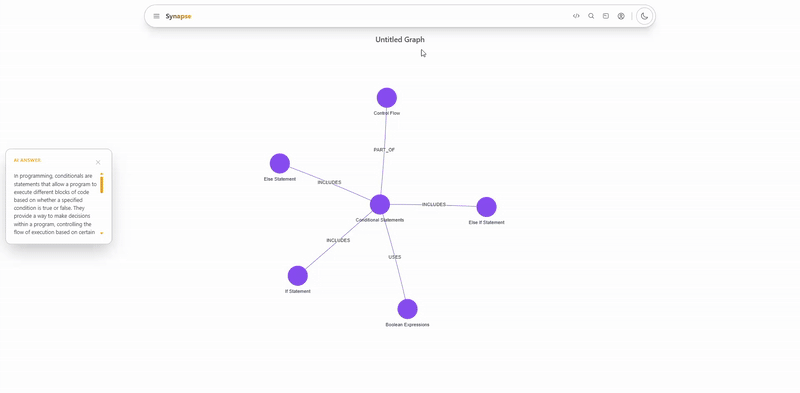 Synapse
Untitled Graph
Control Flow
PART_OF
AI ANSWER
in programming, conditionals are
statements that allow a program to
execute different blocks of code
based on whether a specified
condition is true or false. They
provide a way to make decisions
within a program, controlling the
flow of execution based on certain
Else Statement
INCLUDES
INCLUDES
Conditional Statements
Else If Statement
INCLUDES
USES
If Statement
Boolean Expressions